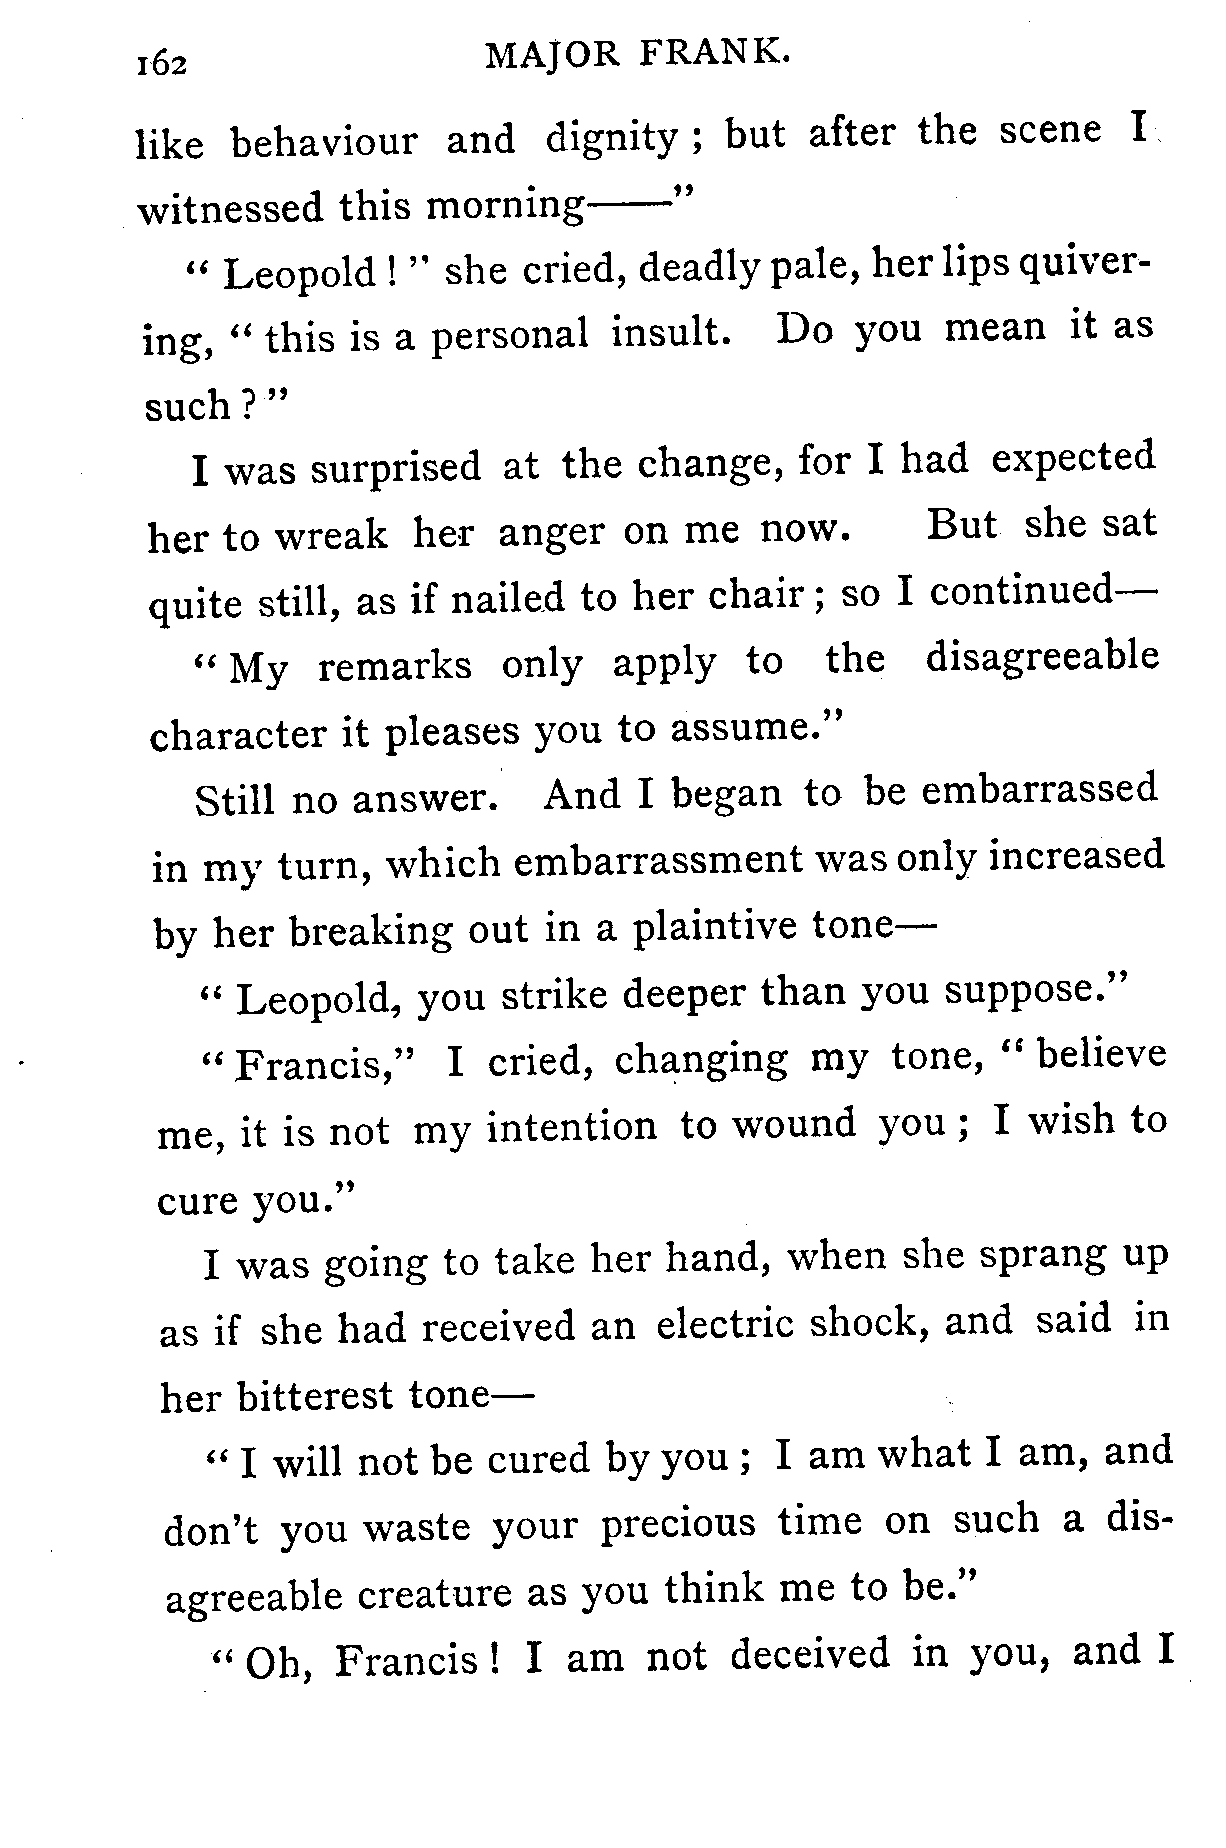 162 MAJOR FRANK.
like behaviour and dignity ; but after the scene I
witnessed this morning——”
“ Leopold ! ” she cried, deadly pale, her lips quiver-
ing, “ this is a personal insult. Do you mean it as
such ? ”
I was surprised at the change, for I had expected
her to wreak her anger on me now. But she sat
quite still, as if nailed to her chair ; so I continued—
“ My remarks only apply to the disagreeable
character it pleases you to assume.”
Still no answer. And I began to be embarrassed
in my turn, which embarrassment was only increased
by her breaking out in a plaintive tone—
“ Leopold, you strike deeper than you suppose.”
“ Francis,” I cried, changing my tone, “ believe
me, it is not my intention to wound you ; I wish to
cure you.”
I was going to take her hand, when she sprang up
as if she had received an electric shock, and said in
her bitterest tone—
“ I will not be cured by you ; I am what I am, and
don’t you waste your precious time on such a dis-
agreeable creature as you think me to be.”
“ Oh, Francis ! I am not deceived in you, and I